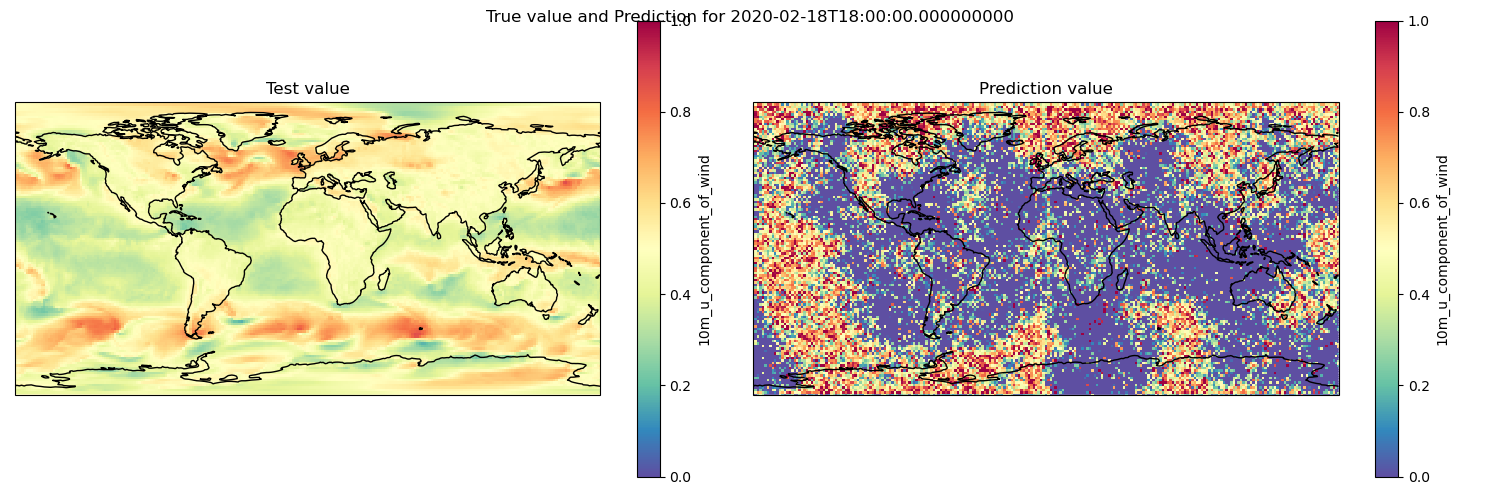 True value and Prediction for 2020-02-18T18:00:00.000000000
Test value
1.0
0.8
0.6
0.4
0.2
0.0
10m_u_component_of_wind
Prediction value
1.0
0.8
0.6
0.4
0.2
0.0
10m_u_component_of_wind